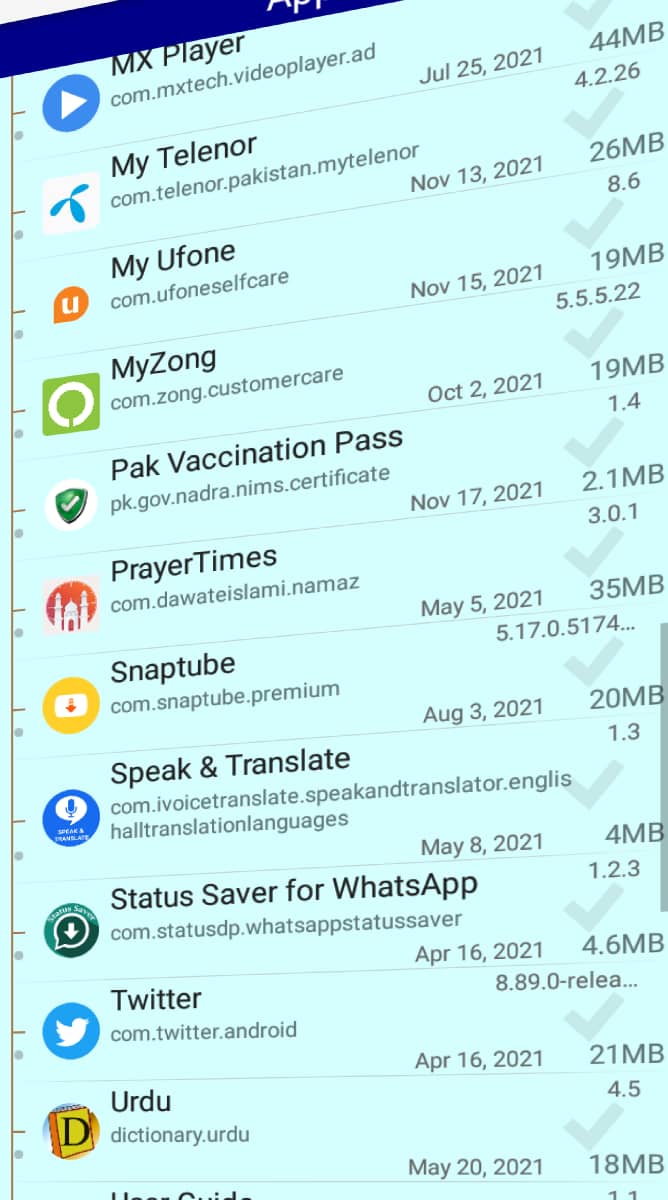 MX Player
com.mxtech.videoplayer.ad
Jul 25, 2021
44MB
4.2.26
My Telenor
com.telenor.pakistan.mytelenor
Nov 13, 2021
26MB
8.6
My Ufone
com.ufoneselfcare
Nov 15, 2021
19MB
5.5.5.22
MyZong
com.zong.customercare
Oct 2, 2021
19MB
1.4
Pak Vaccination Pass
pk.gov.nadra.nims.certificate
Nov 17, 2021
2.1MB
3.0.1
PrayerTimes
com.dawateislami.namaz
May 5, 2021
35MB
5.17.0.5174...
Snaptube
com.snaptube.premium
Aug 3, 2021
20MB
1.3
Speak & Translate
com.ivoicetranslate.speakandtranslator.englis
halltranslationlanguages
SPEAK &
TRANSLATE
May 8, 2021
4MB
1.2.3
Status Saver for WhatsApp
com.statusdp.whatsappstatussaver
Status Saver
Apr 16, 2021
4.6MB
8.89.0-relea...
Twitter
com.twitter.android
Apr 16, 2021
21MB
4.5
Urdu
dictionary.urdu
D
May 20, 2021
18MB
1.1
User Guide